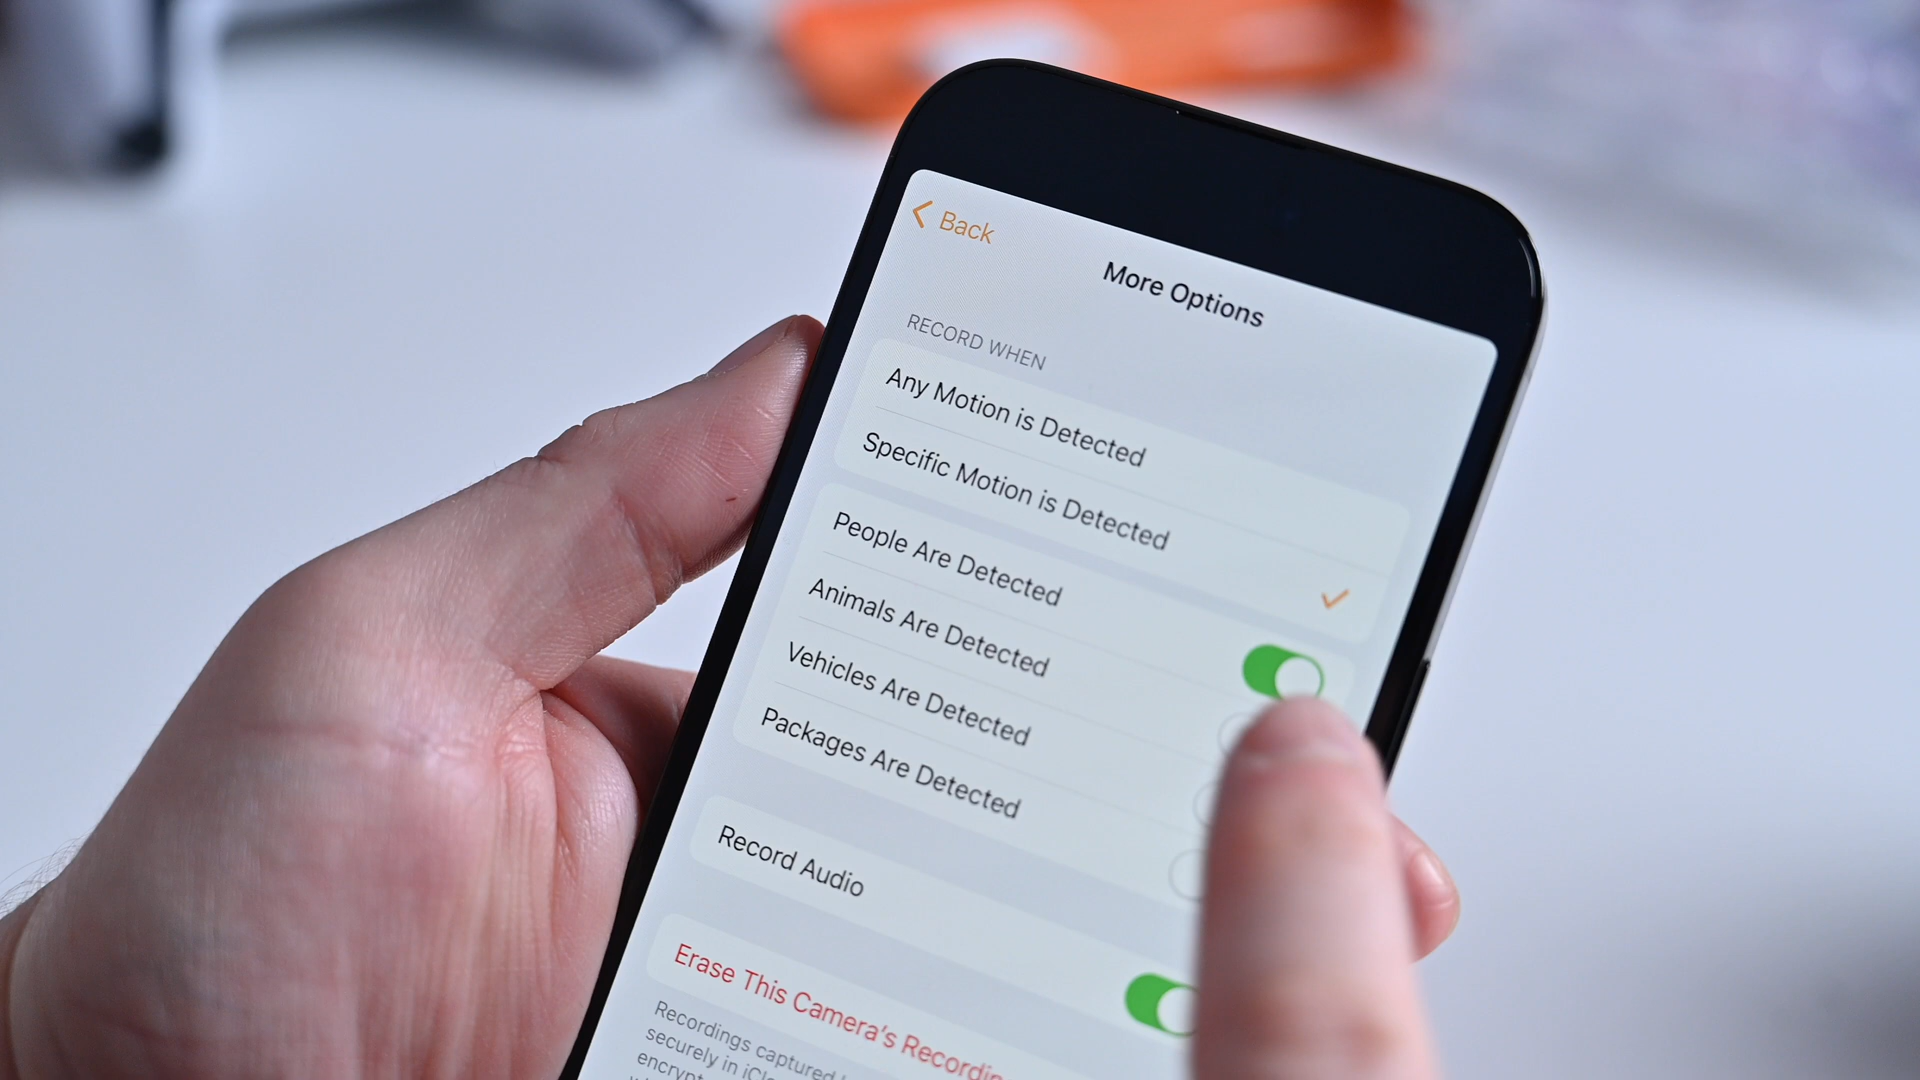 Back
More Options
RECORD WHEN
Any Motion is Detected
Specific Motion is Detected
People Are Detected
Animals Are Detected
Vehicles Are Detected
Packages Are Detected
Record Audio
Erase This Camera's
Recordings captured
securely in